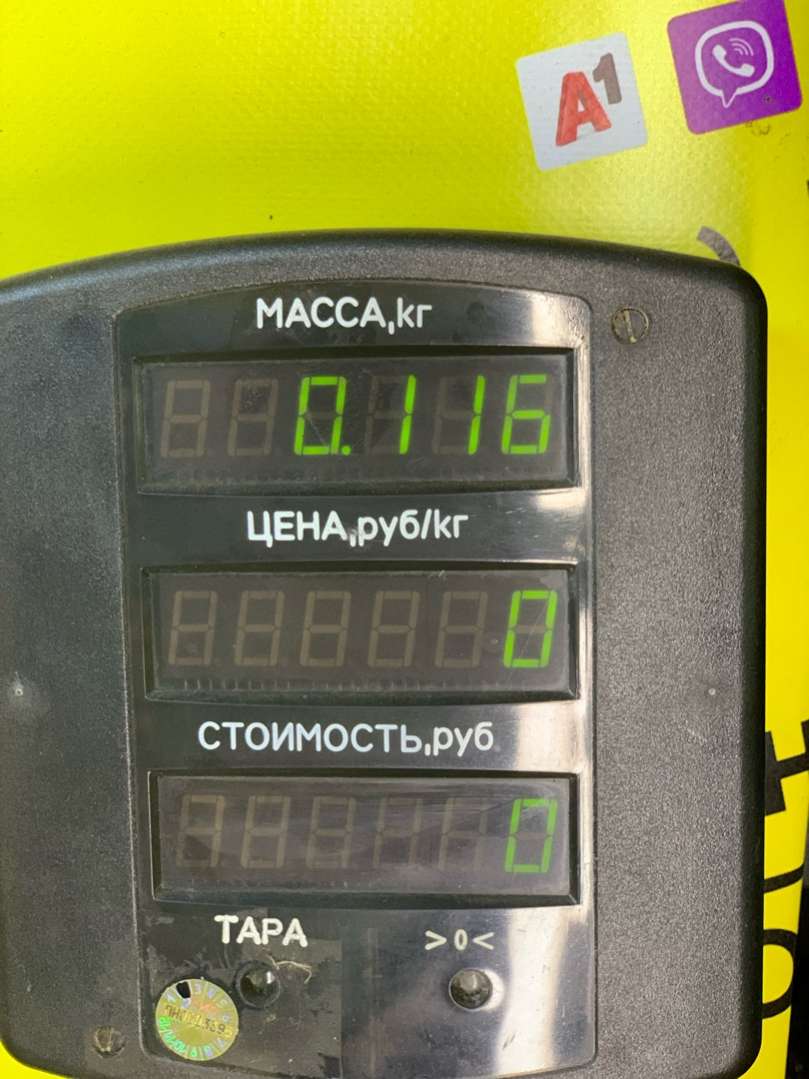 A1
МАССА,кг
0.116
ЦЕНА,руб/кг
0
СТОИМОСТЬ,руб
0
ТАРА
>0<